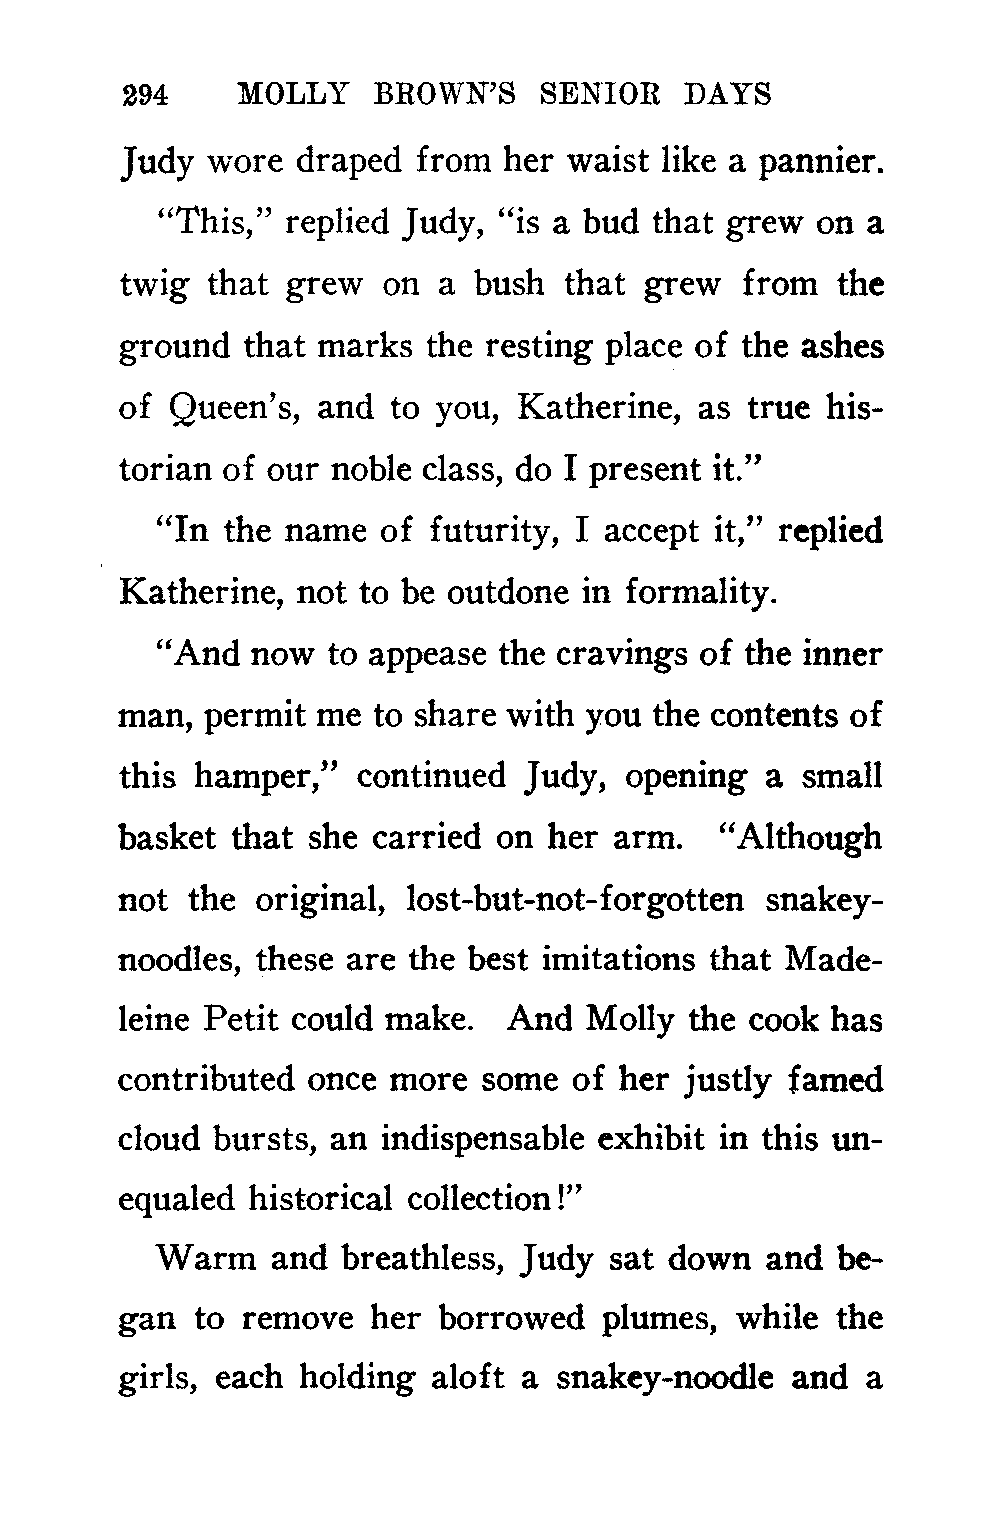 294 MOLLY BROWN'S SENIOR DAYS
Judy wore draped from her waist like a pannier.
“This,” replied Judy, “is a bud that grew on a
twig that grew on a bush that grew from the
ground that marks the resting place of the ashes
of Queen's, and to you, Katherine, as true his-
torian of our noble class, do I present it.”
“In the name of futurity, I accept it,” replied
Katherine, not to be outdone in formality.
“And now to appease the cravings of the inner
man, permit me to share with you the contents of
this hamper,” continued Judy, opening a small
basket that she carried on her arm. “Although
not the original, lost-but-not-forgotten snakey-
noodles, these are the best imitations that Made-
leine Petit could make. And Molly the cook has
contributed once more some of her justly famed
cloud bursts, an indispensable exhibit in this un-
equaled historical collection!”
Warm and breathless, Judy sat down and be-
gan to remove her borrowed plumes, while the
girls, each holding aloft a snakey-noodle and a